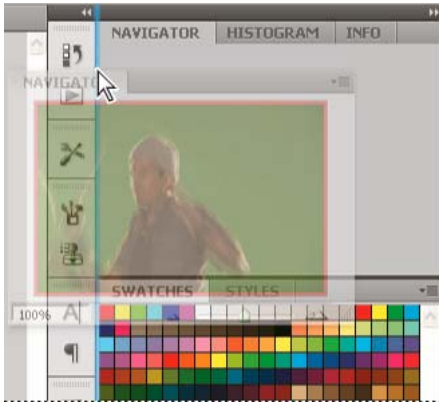 NAVIGATOR HISTOGRAM INFO
NAVIGATOR
SWATCHES STYLES
100%